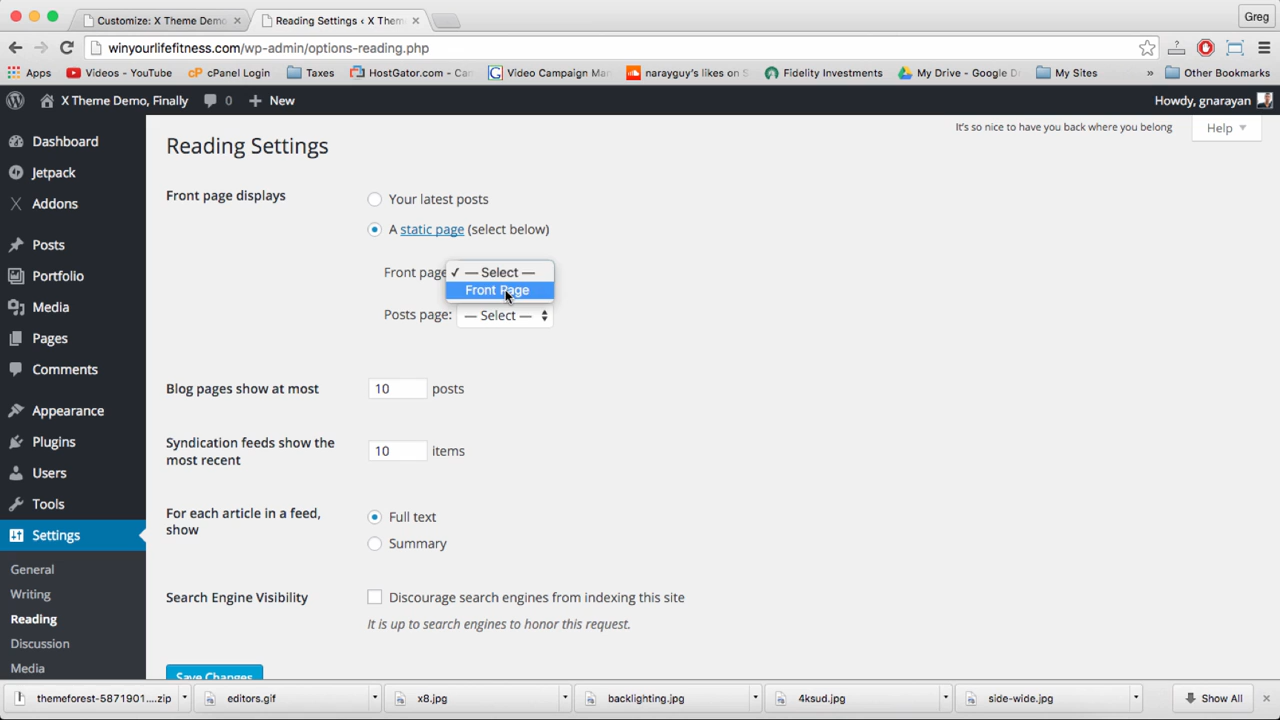 Customize: X Theme Demo
Reading Settings ‹ X Them
Greg
winyourlifefitness.com/wp-admin/options-reading.php
Apps
Videos - YouTube
cPanel Login
Taxes
HostGator.com - Ca
Video Campaign Ma
narayguy's likes on S
Fidelity Investments
My Drive - Google D
My Sites
»
Other Bookmarks
X Theme Demo, Finally
0
New
Howdy, gnarayan
Dashboard
Jetpack
Addons
Posts
Portfolio
Media
Pages
Comments
Appearance
Plugins
Users
Tools
Settings
General
Writing
Reading
Discussion
Media
It's so nice to have you back where you belong
Help
Reading Settings
Front page displays
Your latest posts
A static page (select below)
Front page
✓ — Select —
Front Page
Posts page: — Select —
Blog pages show at most
10 posts
Syndication feeds show the
most recent
10 items
For each article in a feed,
show
Full text
Summary
Search Engine Visibility
Discourage search engines from indexing this site
It is up to search engines to honor this request.
Save Changes
themeforest-5871901....zip
editors.gif
x8.jpg
backlighting.jpg
4ksud.jpg
side-wide.jpg
Show All